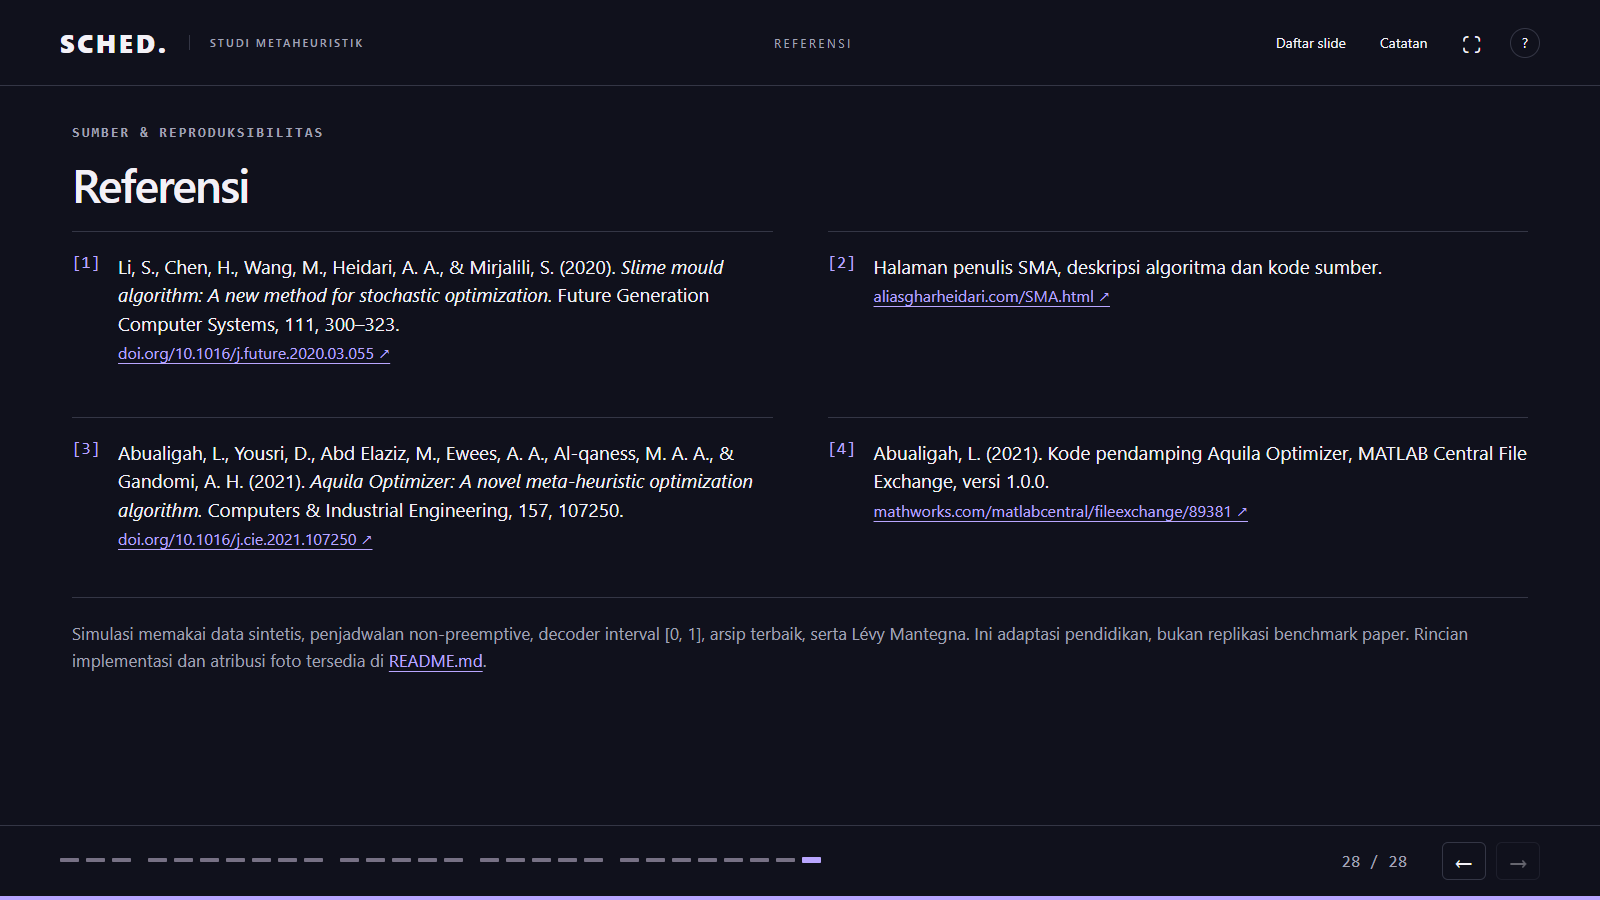 SCHED.
STUDI METAHEURISTIK
REFERENSI
Daftar slide
Catatan
?
SUMBER & REPRODUKSIBILITAS
Referensi
[1]
Li, S., Chen, H., Wang, M., Heidari, A. A., & Mirjalili, S. (2020). Slime mould
algorithm: A new method for stochastic optimization. Future Generation
Computer Systems, 111, 300–323.
doi.org/10.1016/j.future.2020.03.055 ↗
[2]
Halaman penulis SMA, deskripsi algoritma dan kode sumber.
aliasgharheidari.com/SMA.html ↗
[3]
Abualigah, L., Yousri, D., Abd Elaziz, M., Ewees, A. A., Al-qaness, M. A. A., &
Gandomi, A. H. (2021). Aquila Optimizer: A novel meta-heuristic optimization
algorithm. Computers & Industrial Engineering, 157, 107250.
doi.org/10.1016/j.cie.2021.107250 ↗
[4]
Abualigah, L. (2021). Kode pendamping Aquila Optimizer, MATLAB Central File
Exchange, versi 1.0.0.
mathworks.com/matlabcentral/fileexchange/89381 ↗
Simulasi memakai data sintetis, penjadwalan non-preemptive, decoder interval [0, 1], arsip terbaik, serta Lévy Mantegna. Ini adaptasi pendidikan, bukan replikasi benchmark paper. Rincian
implementasi dan atribusi foto tersedia di README.md.
28 / 28
← →